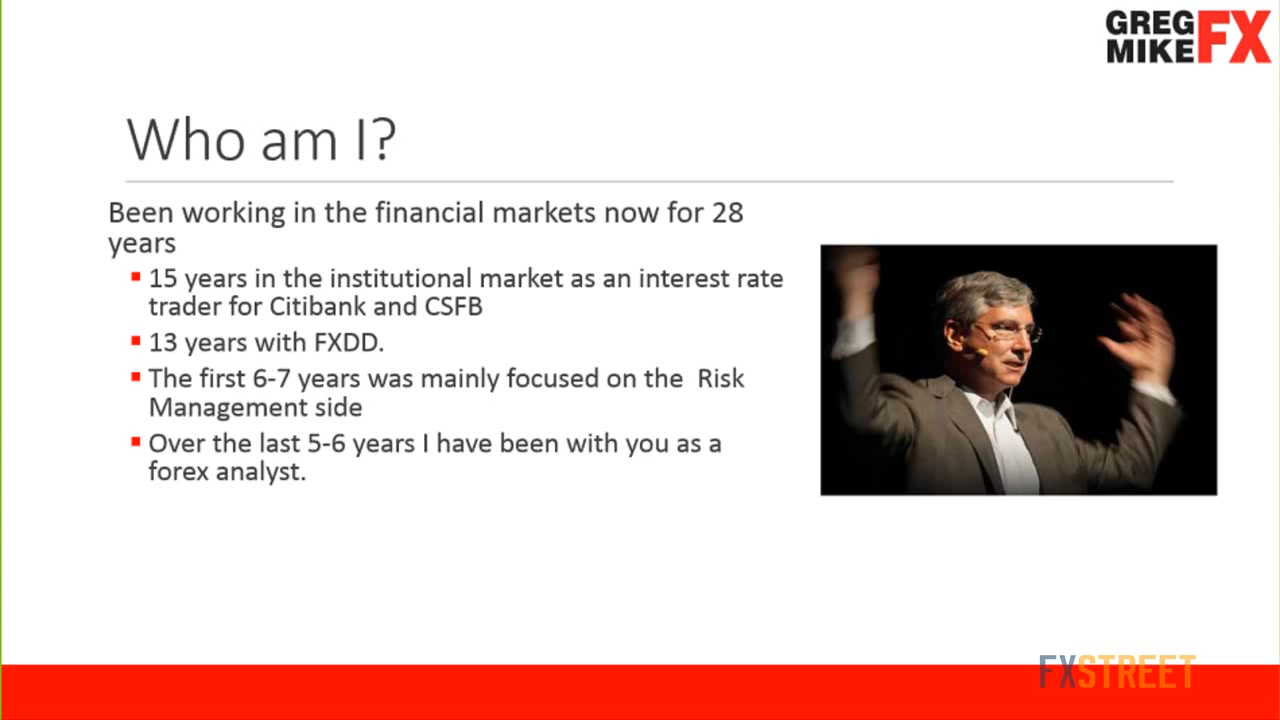 GREG
MIKE FX
Who am I?
Been working in the financial markets now for 28
years
15 years in the institutional market as an interest rate
trader for Citibank and CSFB
13 years with FXDD.
The first 6-7 years was mainly focused on the  Risk
Management side
Over the last 5-6 years I have been with you as a
forex analyst.
FXSTREET